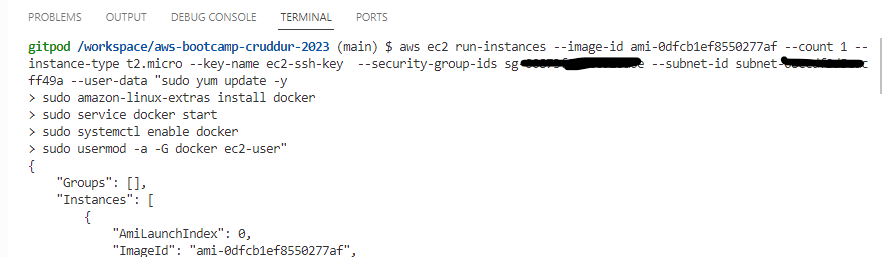 PROBLEMS OUTPUT DEBUG CONSOLE TERMINAL PORTS
gitpod /workspace/aws-bootcamp-cruddur-2023 (main) $ aws ec2 run-instances --image-id ami-0dfcb1ef8550277af --count 1 --
instance-type t2.micro --key-name ec2-ssh-key --security-group-ids sg --subnet-id subnet-
ff49a --user-data "sudo yum update -y
> sudo amazon-linux-extras install docker
> sudo service docker start
> sudo systemctl enable docker
> sudo usermod -a -G docker ec2-user"
{
"Groups": [],
"Instances": [
{
"AmiLaunchIndex": 0,
"ImageId": "ami-0dfcb1ef8550277af",